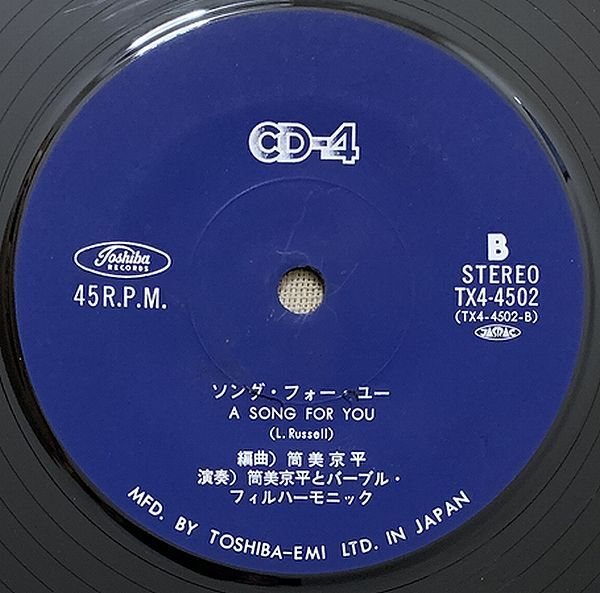 CD-4
Toshiba
RECORDS
45 R.P.M.
B
STEREO
TX4-4502
(TX4-4502-B)
JASRAC
ソング・フォー・ユー
A SONG FOR YOU
(L. Russell)
編曲) 筒美京平
演奏) 筒美京平とパーブル・
フィルハーモニック
MFD. BY TOSHIBA-EMI LTD. IN JAPAN